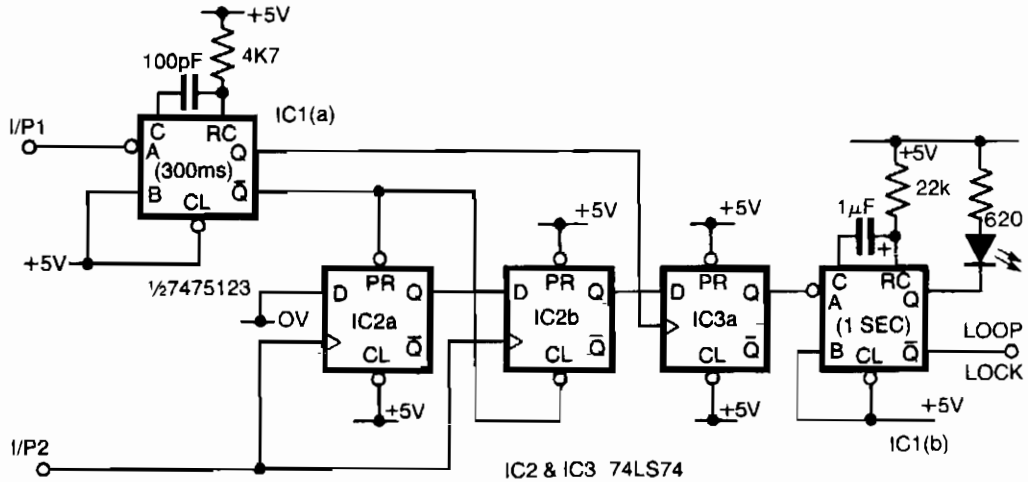 +5V
4K7
100pF
IC1(a)
I/P1
C
RC
A
Q
(300ms)
B
Q̅
CL
+5V
½7475123
0V
I/P2
PR
D
Q
IC2a
Q̅
CL
+5V
+5V
PR
D
Q
IC2b
Q̅
CL
+5V
PR
D
Q
IC3a
Q̅
CL
+5V
IC2 & IC3 74LS74
+5V
22k
620
1µF
+
C
RC
A
Q
(1 SEC)
B
Q̅
CL
LOOP
LOCK
+5V
IC1(b)